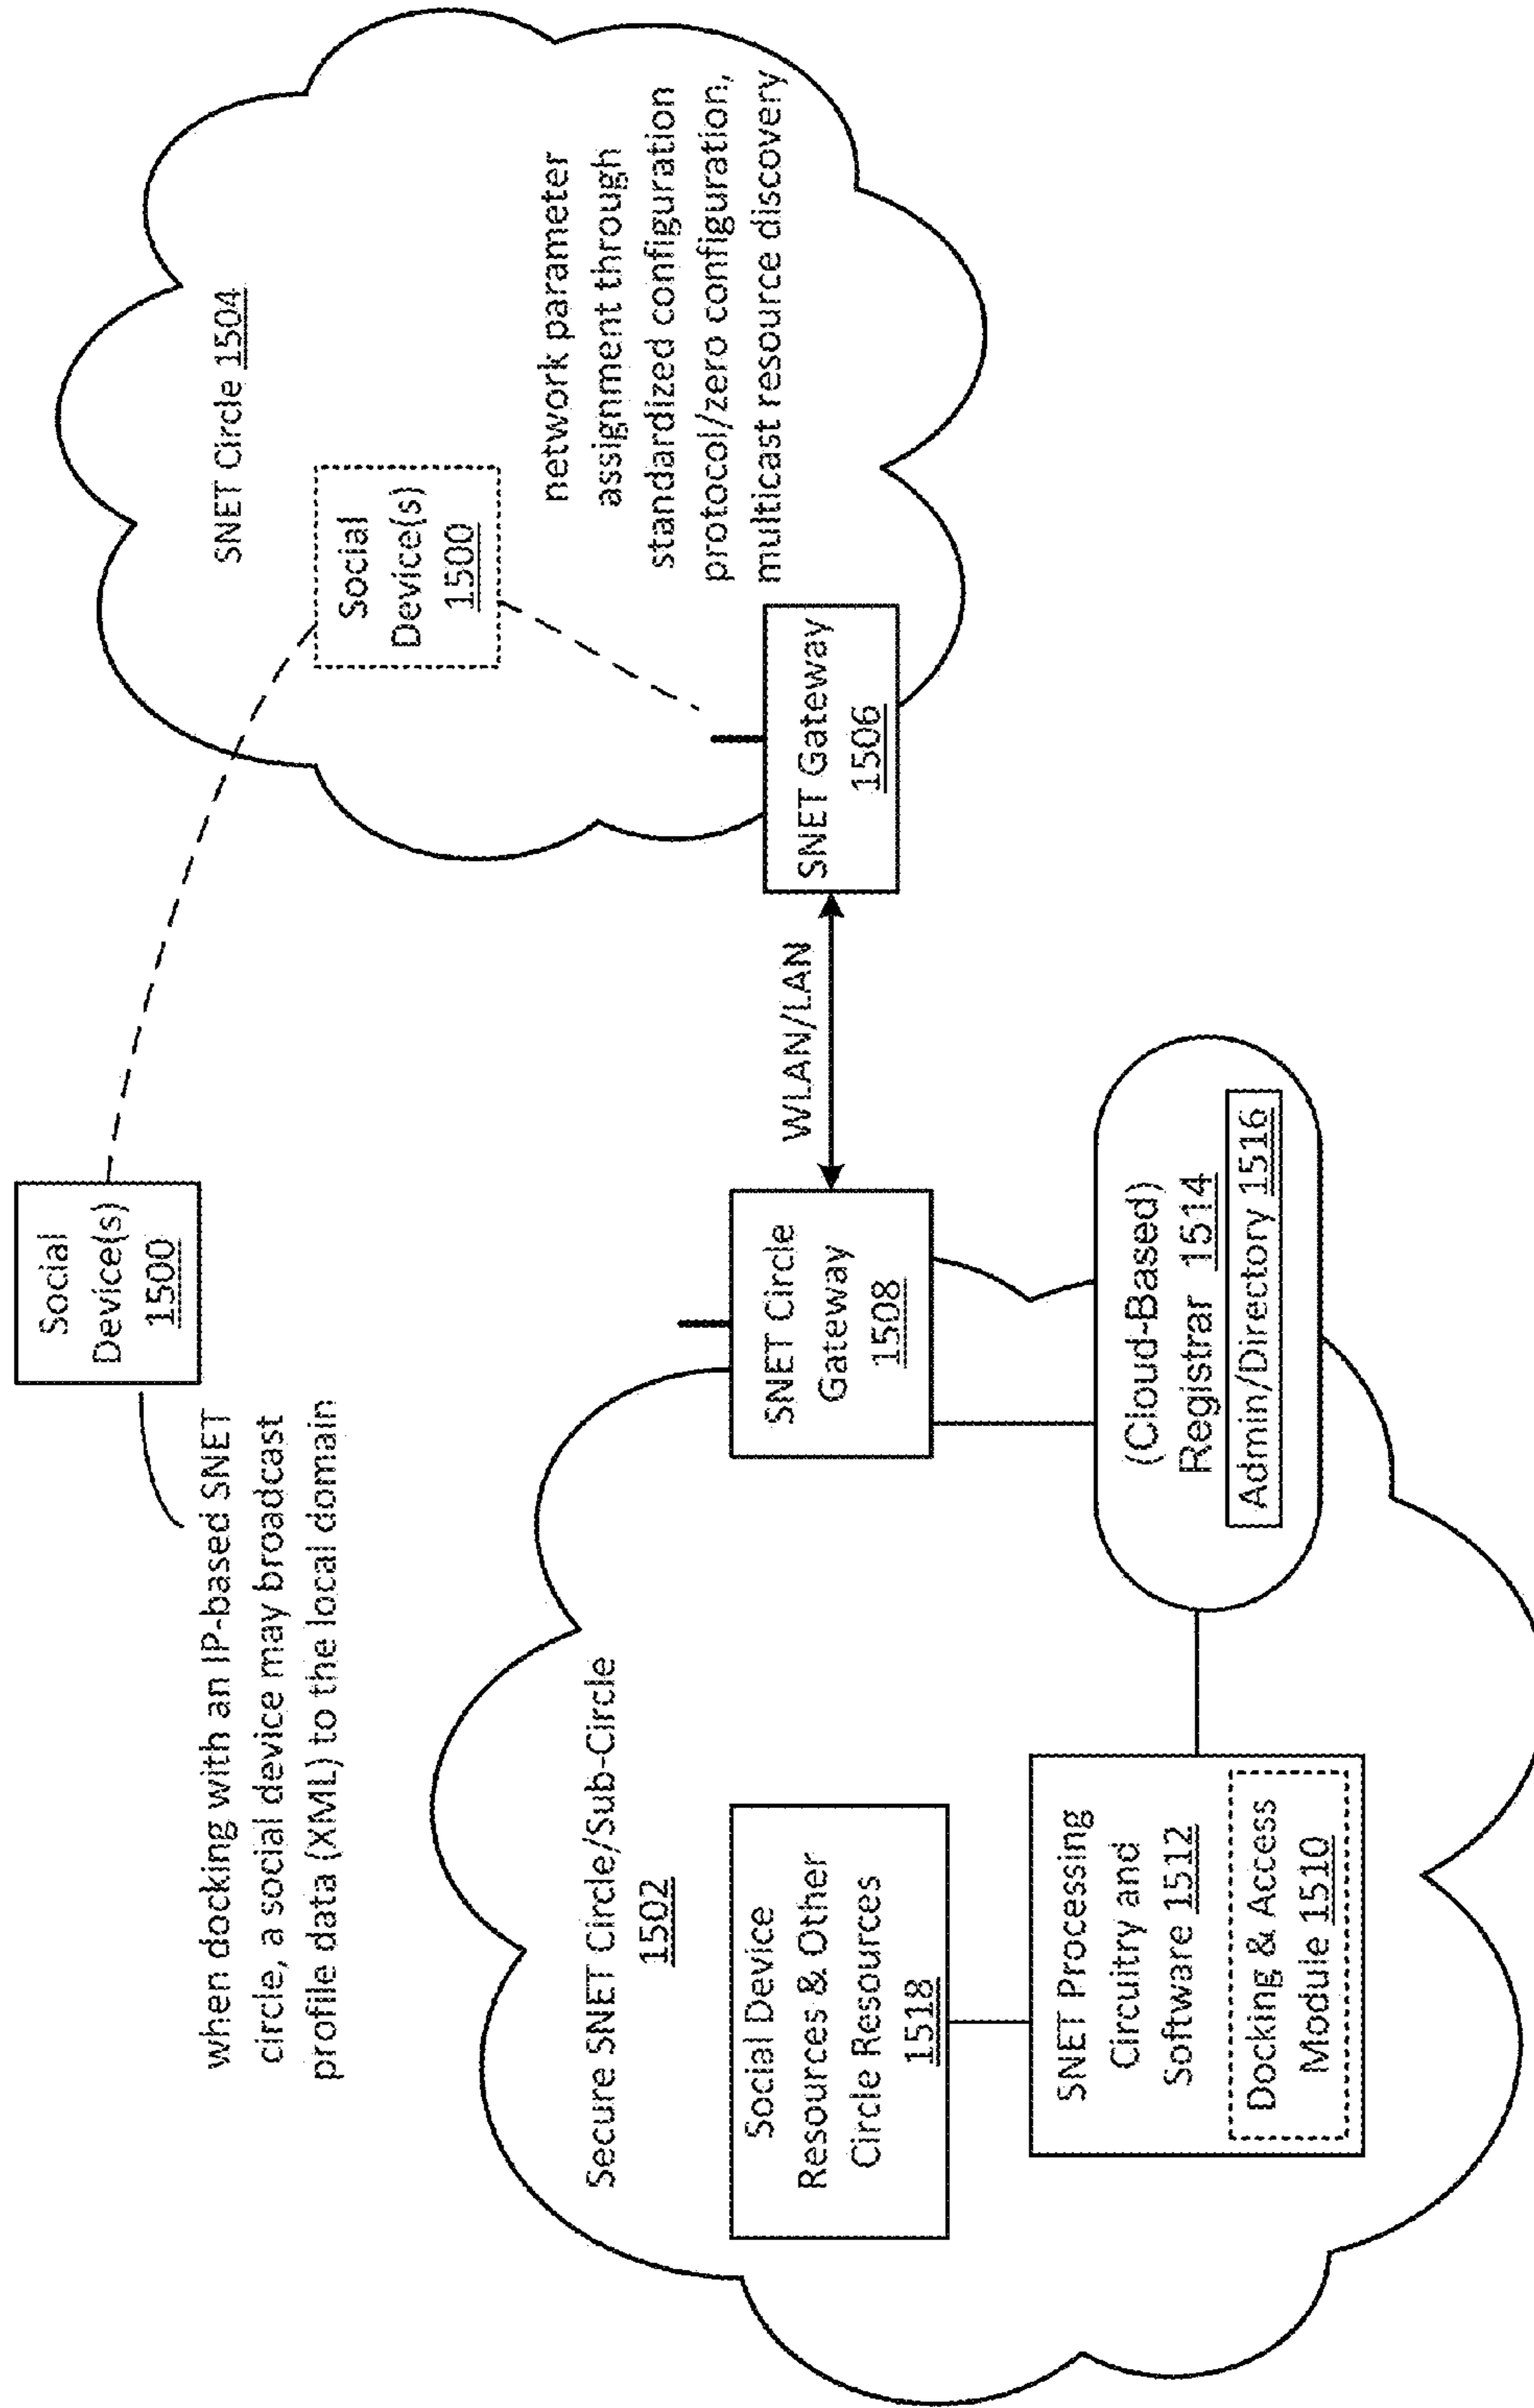 Social
Device(s)
1500
when docking with an IP-based SNET
circle, a social device may broadcast
profile data (XML) to the local domain
SNET Circle 1504
Social
Device(s)
1500
network parameter
assignment through
standardized configuration
protocol/zero configuration,
multicast resource discovery
Secure SNET Circle/Sub-Circle
1502
SNET Circle
Gateway
1508
WLAN/LAN
SNET Gateway
1506
Social Device
Resources & Other
Circle Resources
1518
SNET Processing
Circuitry and
Software 1512
Docking & Access
Module 1510
(Cloud-Based)
Registrar 1514
Admin/Directory 1516